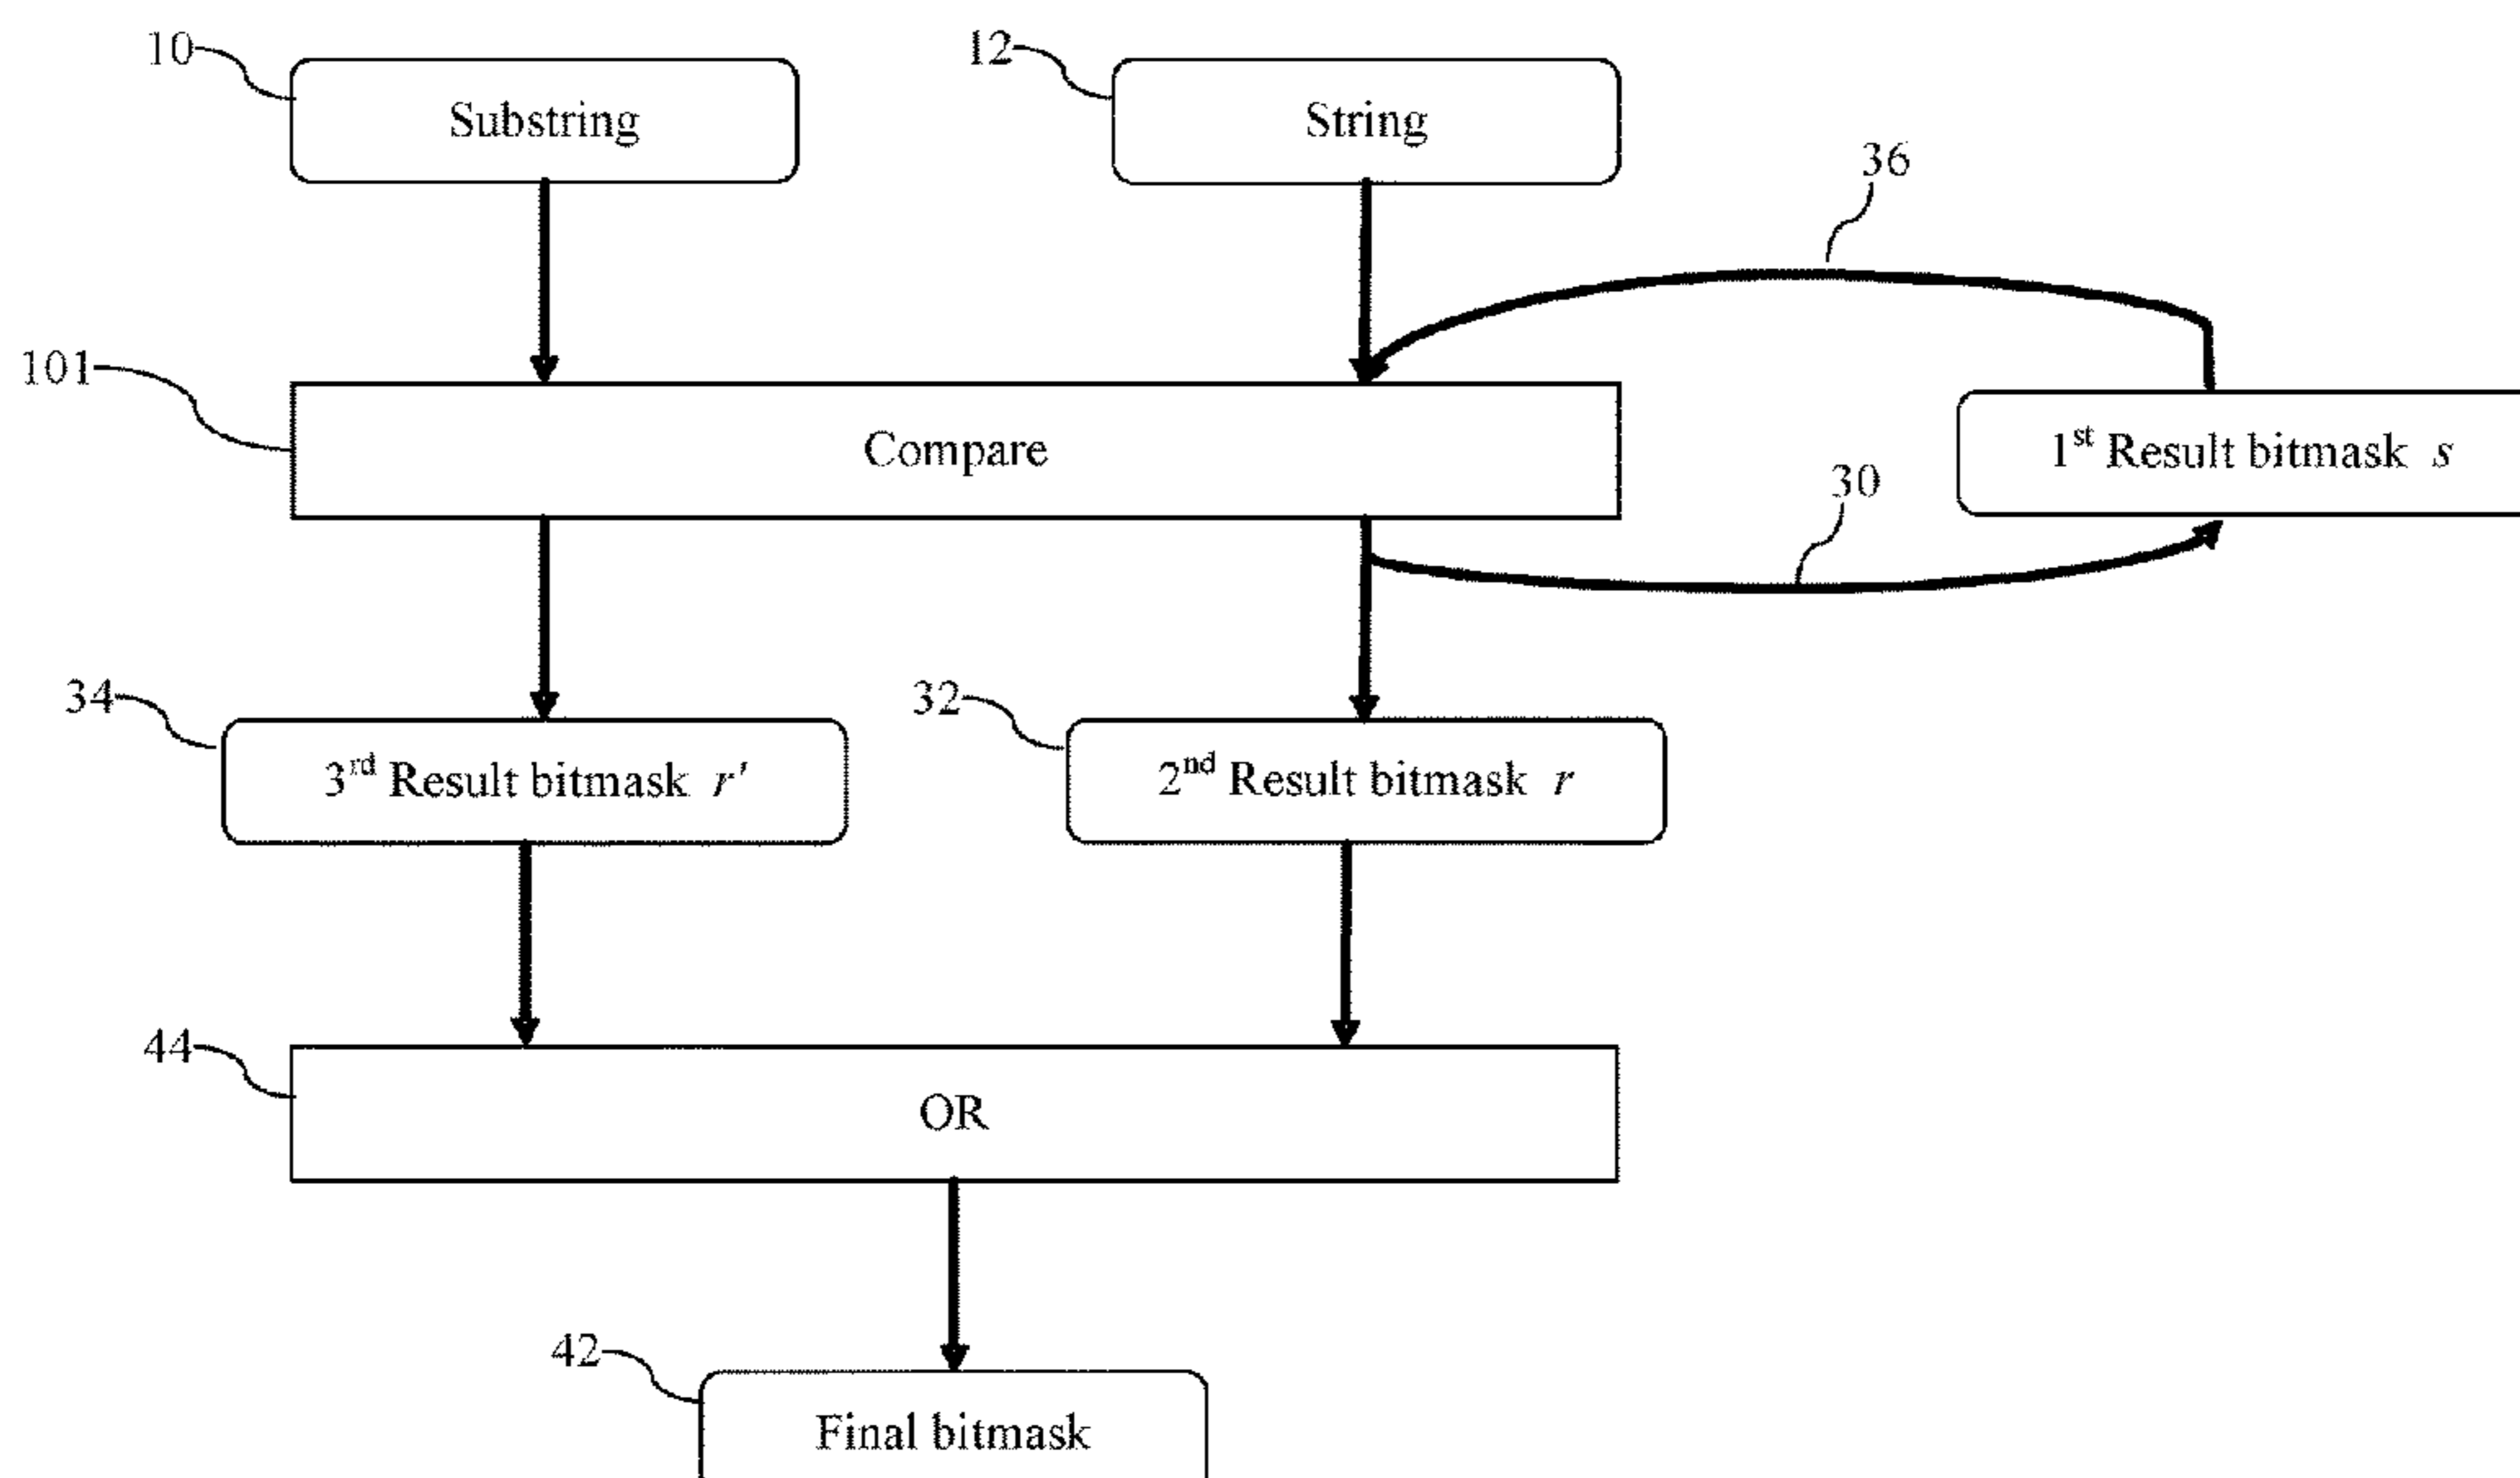 10
12
Substring
String
36
101
Compare
1st Result bitmask s
30
34
32
3rd Result bitmask r'
2nd Result bitmask r
44
OR
42
Final bitmask